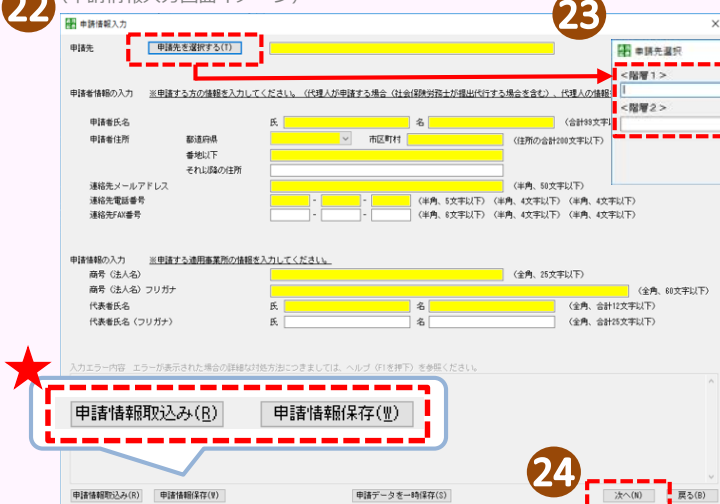 22
(申請情報入力画面イメージ)
23
申請情報入力
×
申請先 申請先を選択する(T)
申請先選択
<階層1>
<階層2>
申請者情報の入力 ※申請する方の情報を入力してください。(代理人が申請する場合(社会保険労務士が提出代行する場合を含む)、代理人の情報
申請者氏名 氏 名 (合計99文字以
申請者住所 都道府県 市区町村 (住所の合計200文字以下)
番地以下
それ以降の住所
連絡先メールアドレス (半角、50文字以下)
連絡先電話番号 - - (半角、5文字以下) (半角、4文字以下) (半角、4文字以下)
連絡先FAX番号 - - (半角、6文字以下) (半角、4文字以下) (半角、4文字以下)
申請情報の入力 ※申請する適用事業所の情報を入力してください。
商号(法人名) (全角、25文字以下)
商号(法人名)フリガナ (全角、60文字以下)
代表者氏名 氏 名 (全角、合計12文字以下)
代表者氏名(フリガナ) 氏 名 (全角、合計25文字以下)
入力エラー内容 エラーが表示された場合の詳細な対処方法につきましては、ヘルプ(F1を押下)を参照ください。
申請情報取込み(R) 申請情報保存(W)
24
申請情報取込み(R) 申請情報保存(W) 申請データを一時保存(S) 次へ(N) 戻る(B)